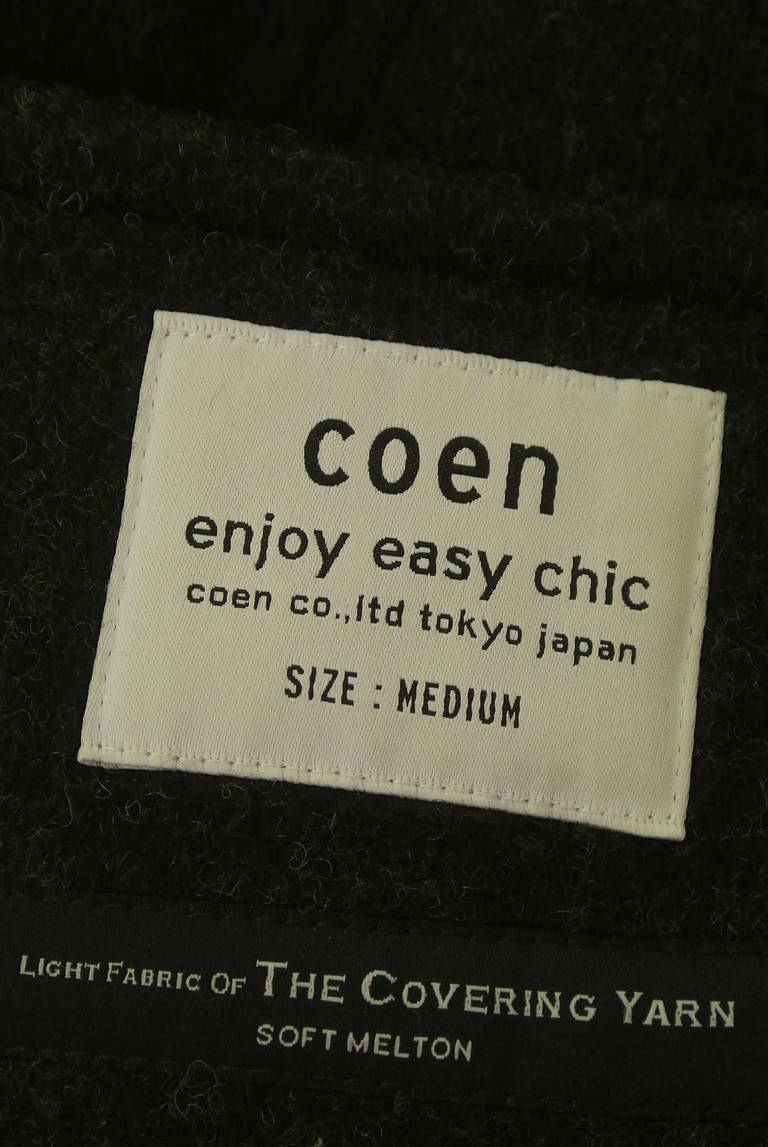 coen
enjoy easy chic
coen co.,ltd tokyo japan
SIZE : MEDIUM
LIGHT FABRIC OF THE COVERING YARN
SOFT MELTON